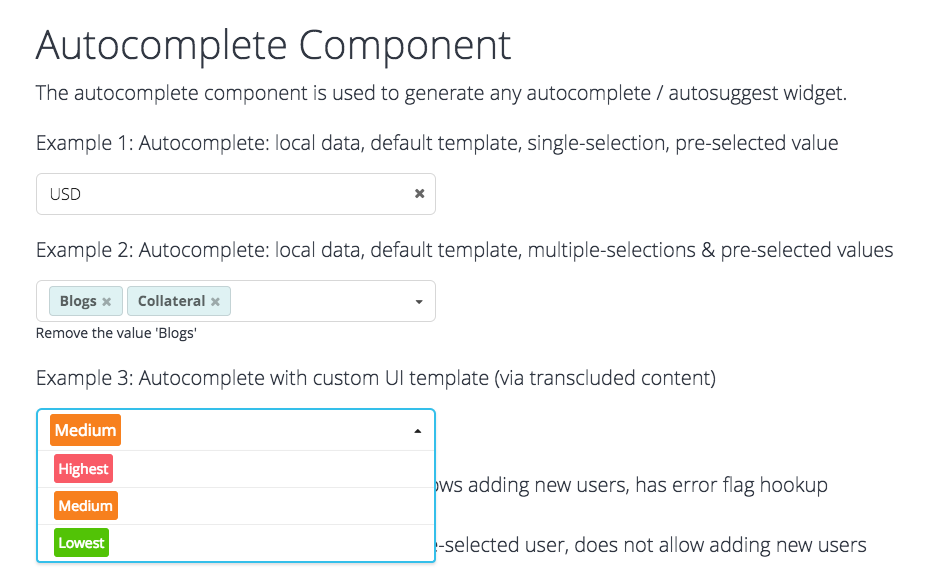 Autocomplete Component
The autocomplete component is used to generate any autocomplete / autosuggest widget.
Example 1: Autocomplete: local data, default template, single-selection, pre-selected value
USD
Example 2: Autocomplete: local data, default template, multiple-selections & pre-selected values
Blogs Collateral
Remove the value 'Blogs'
Example 3: Autocomplete with custom UI template (via transcluded content)
Medium
Highest
adding new users, has error flag hookup
Medium
Lowest
-selected user, does not allow adding new users